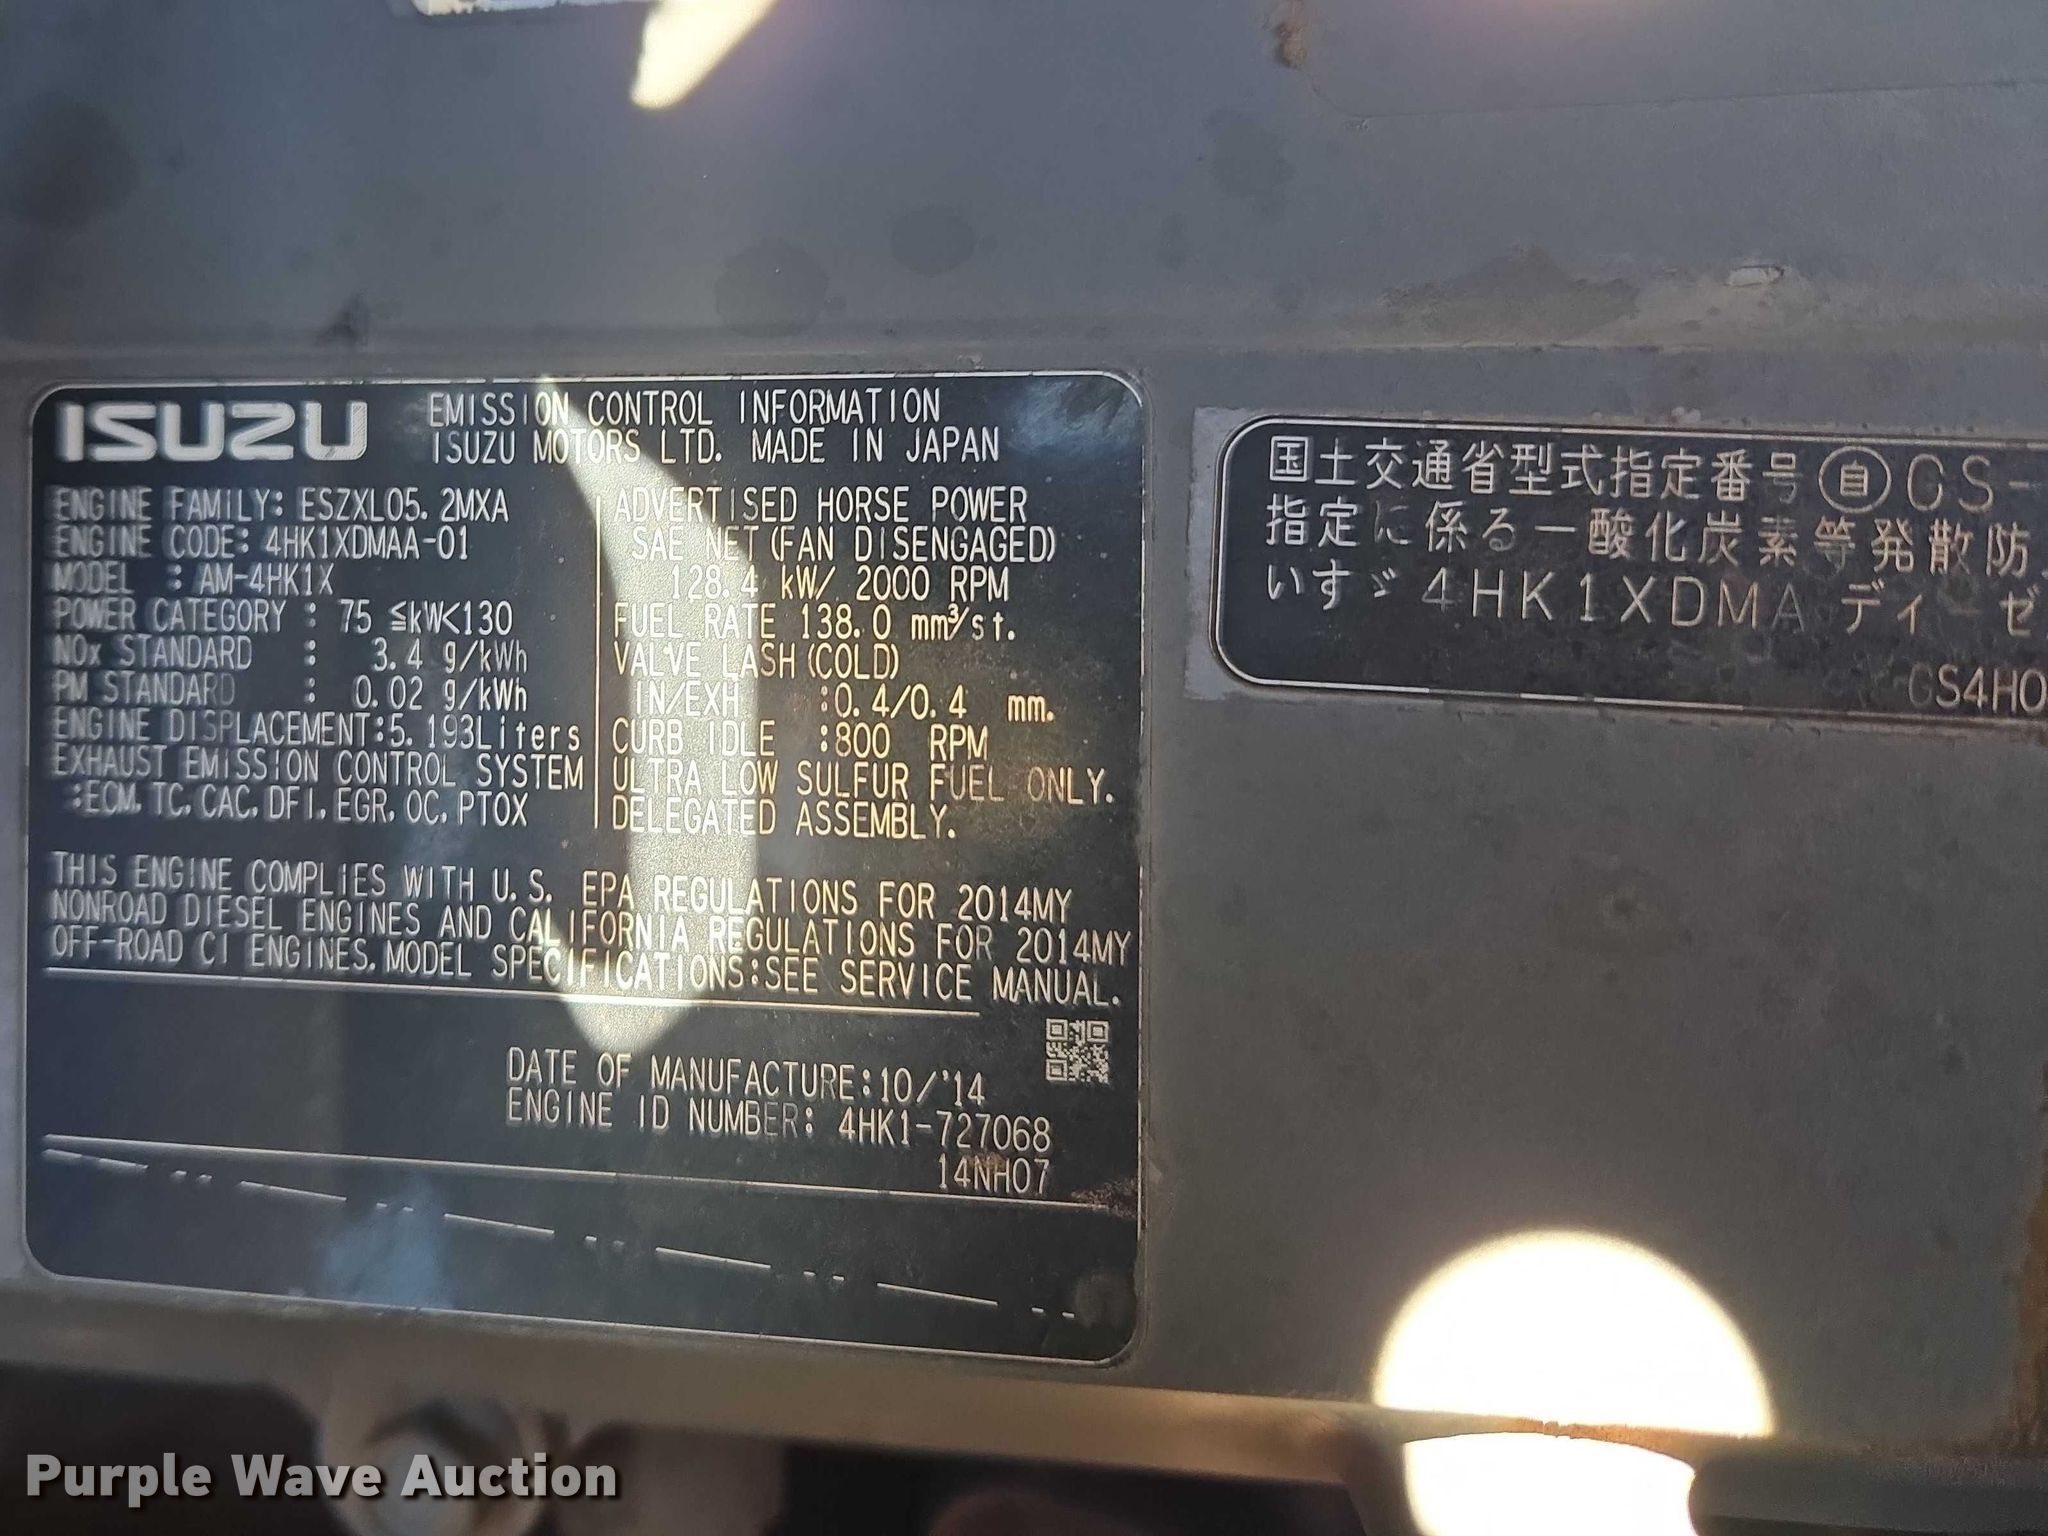 ISUZU
EMISSION CONTROL INFORMATION
ISUZU MOTORS LTD. MADE IN JAPAN
ENGINE FAMILY: ESZXL05.2MXA
ENGINE CODE: 4HK1XDMAA-01
MODEL : AM-4HK1X
POWER CATEGORY : 75 ≦kW<130
NOx STANDARD : 3.4 g/kWh
PM STANDARD : 0.02 g/kWh
ENGINE DISPLACEMENT:5.193Liters
EXHAUST EMISSION CONTROL SYSTEM
:ECM,TC,CAC,DFI,EGR,OC,PTOX
ADVERTISED HORSE POWER
SAE NET(FAN DISENGAGED)
128.4 kW/ 2000 RPM
FUEL RATE 138.0 mm³/st.
VALVE LASH(COLD)
IN/EXH :0.4/0.4 mm.
CURB IDLE :800 RPM
ULTRA LOW SULFUR FUEL ONLY.
DELEGATED ASSEMBLY.
THIS ENGINE COMPLIES WITH U.S. EPA REGULATIONS FOR 2014MY
NONROAD DIESEL ENGINES AND CALIFORNIA REGULATIONS FOR 2014MY
OFF-ROAD CI ENGINES.MODEL SPECIFICATIONS:SEE SERVICE MANUAL.
DATE OF MANUFACTURE:10/'14
ENGINE ID NUMBER: 4HK1-727068
14NH07
国土交通省型式指定番号 自 GS-
指定に係る一酸化炭素等発散防
いすゞ 4HK1XDMA ディーゼ
GS4H0
Purple Wave Auction